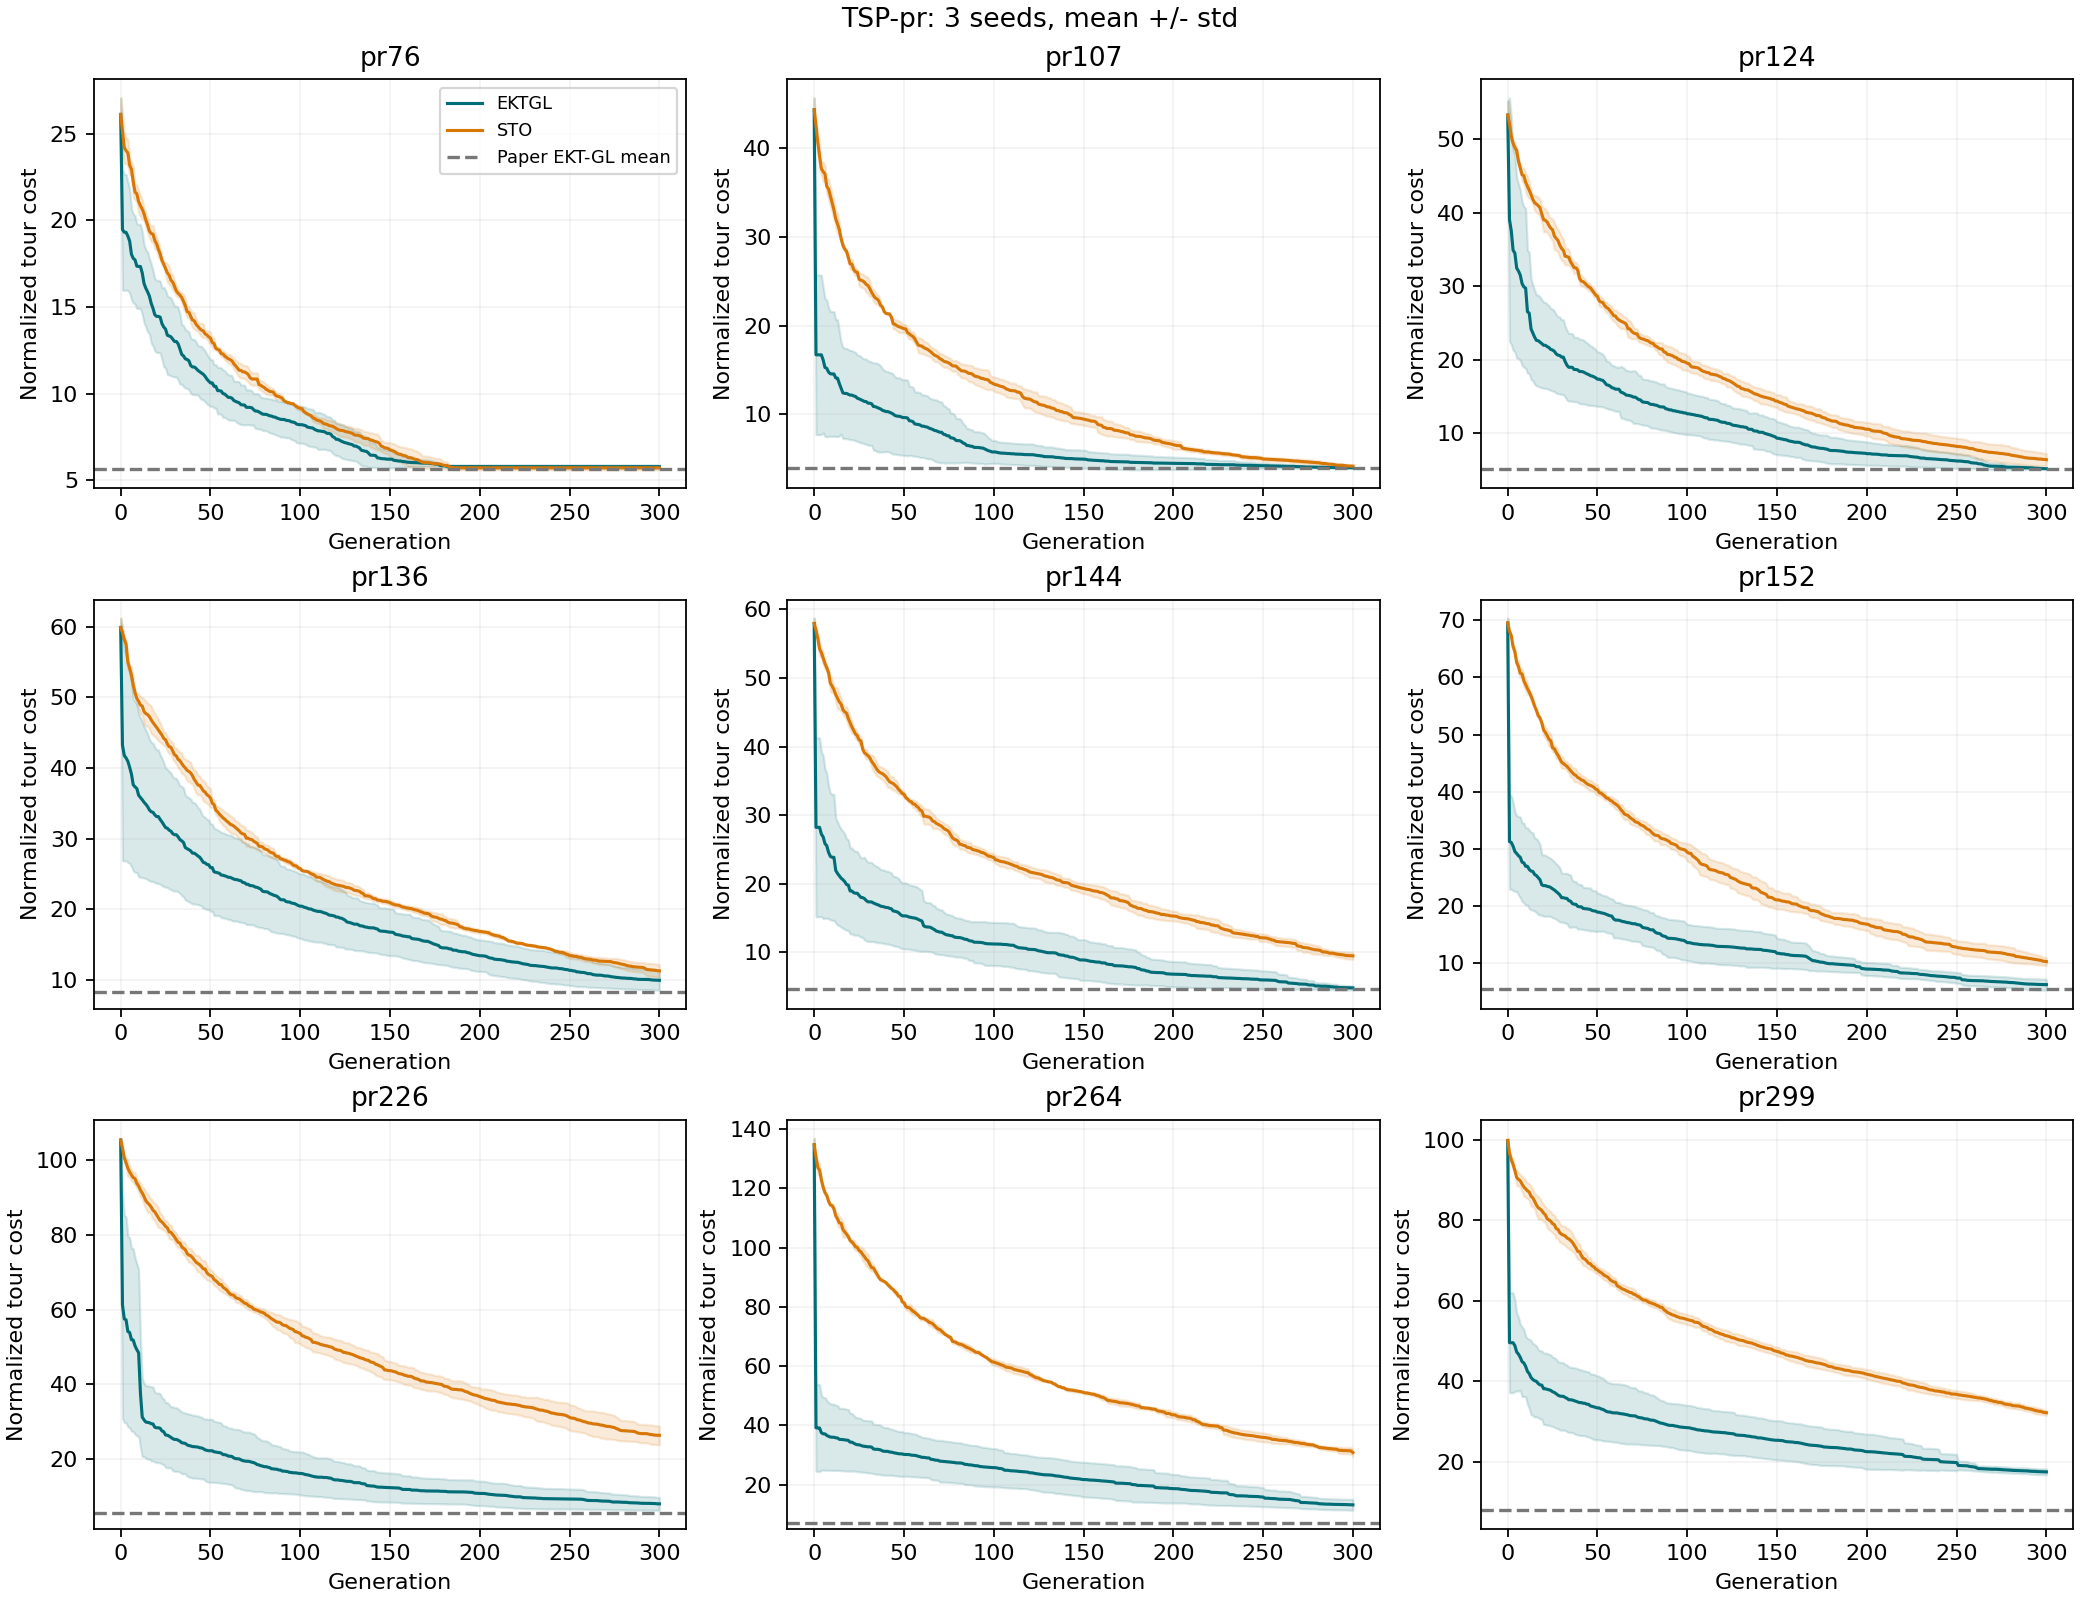 TSP-pr: 3 seeds, mean +/- std
pr76
Normalized tour cost
25
20
15
10
5
0 50 100 150 200 250 300
Generation
EKTGL
STO
Paper EKT-GL mean
pr107
Normalized tour cost
40
30
20
10
0 50 100 150 200 250 300
Generation
pr124
Normalized tour cost
50
40
30
20
10
0 50 100 150 200 250 300
Generation
pr136
Normalized tour cost
60
50
40
30
20
10
0 50 100 150 200 250 300
Generation
pr144
Normalized tour cost
60
50
40
30
20
10
0 50 100 150 200 250 300
Generation
pr152
Normalized tour cost
70
60
50
40
30
20
10
0 50 100 150 200 250 300
Generation
pr226
Normalized tour cost
100
80
60
40
20
0 50 100 150 200 250 300
Generation
pr264
Normalized tour cost
140
120
100
80
60
40
20
0 50 100 150 200 250 300
Generation
pr299
Normalized tour cost
100
80
60
40
20
0 50 100 150 200 250 300
Generation